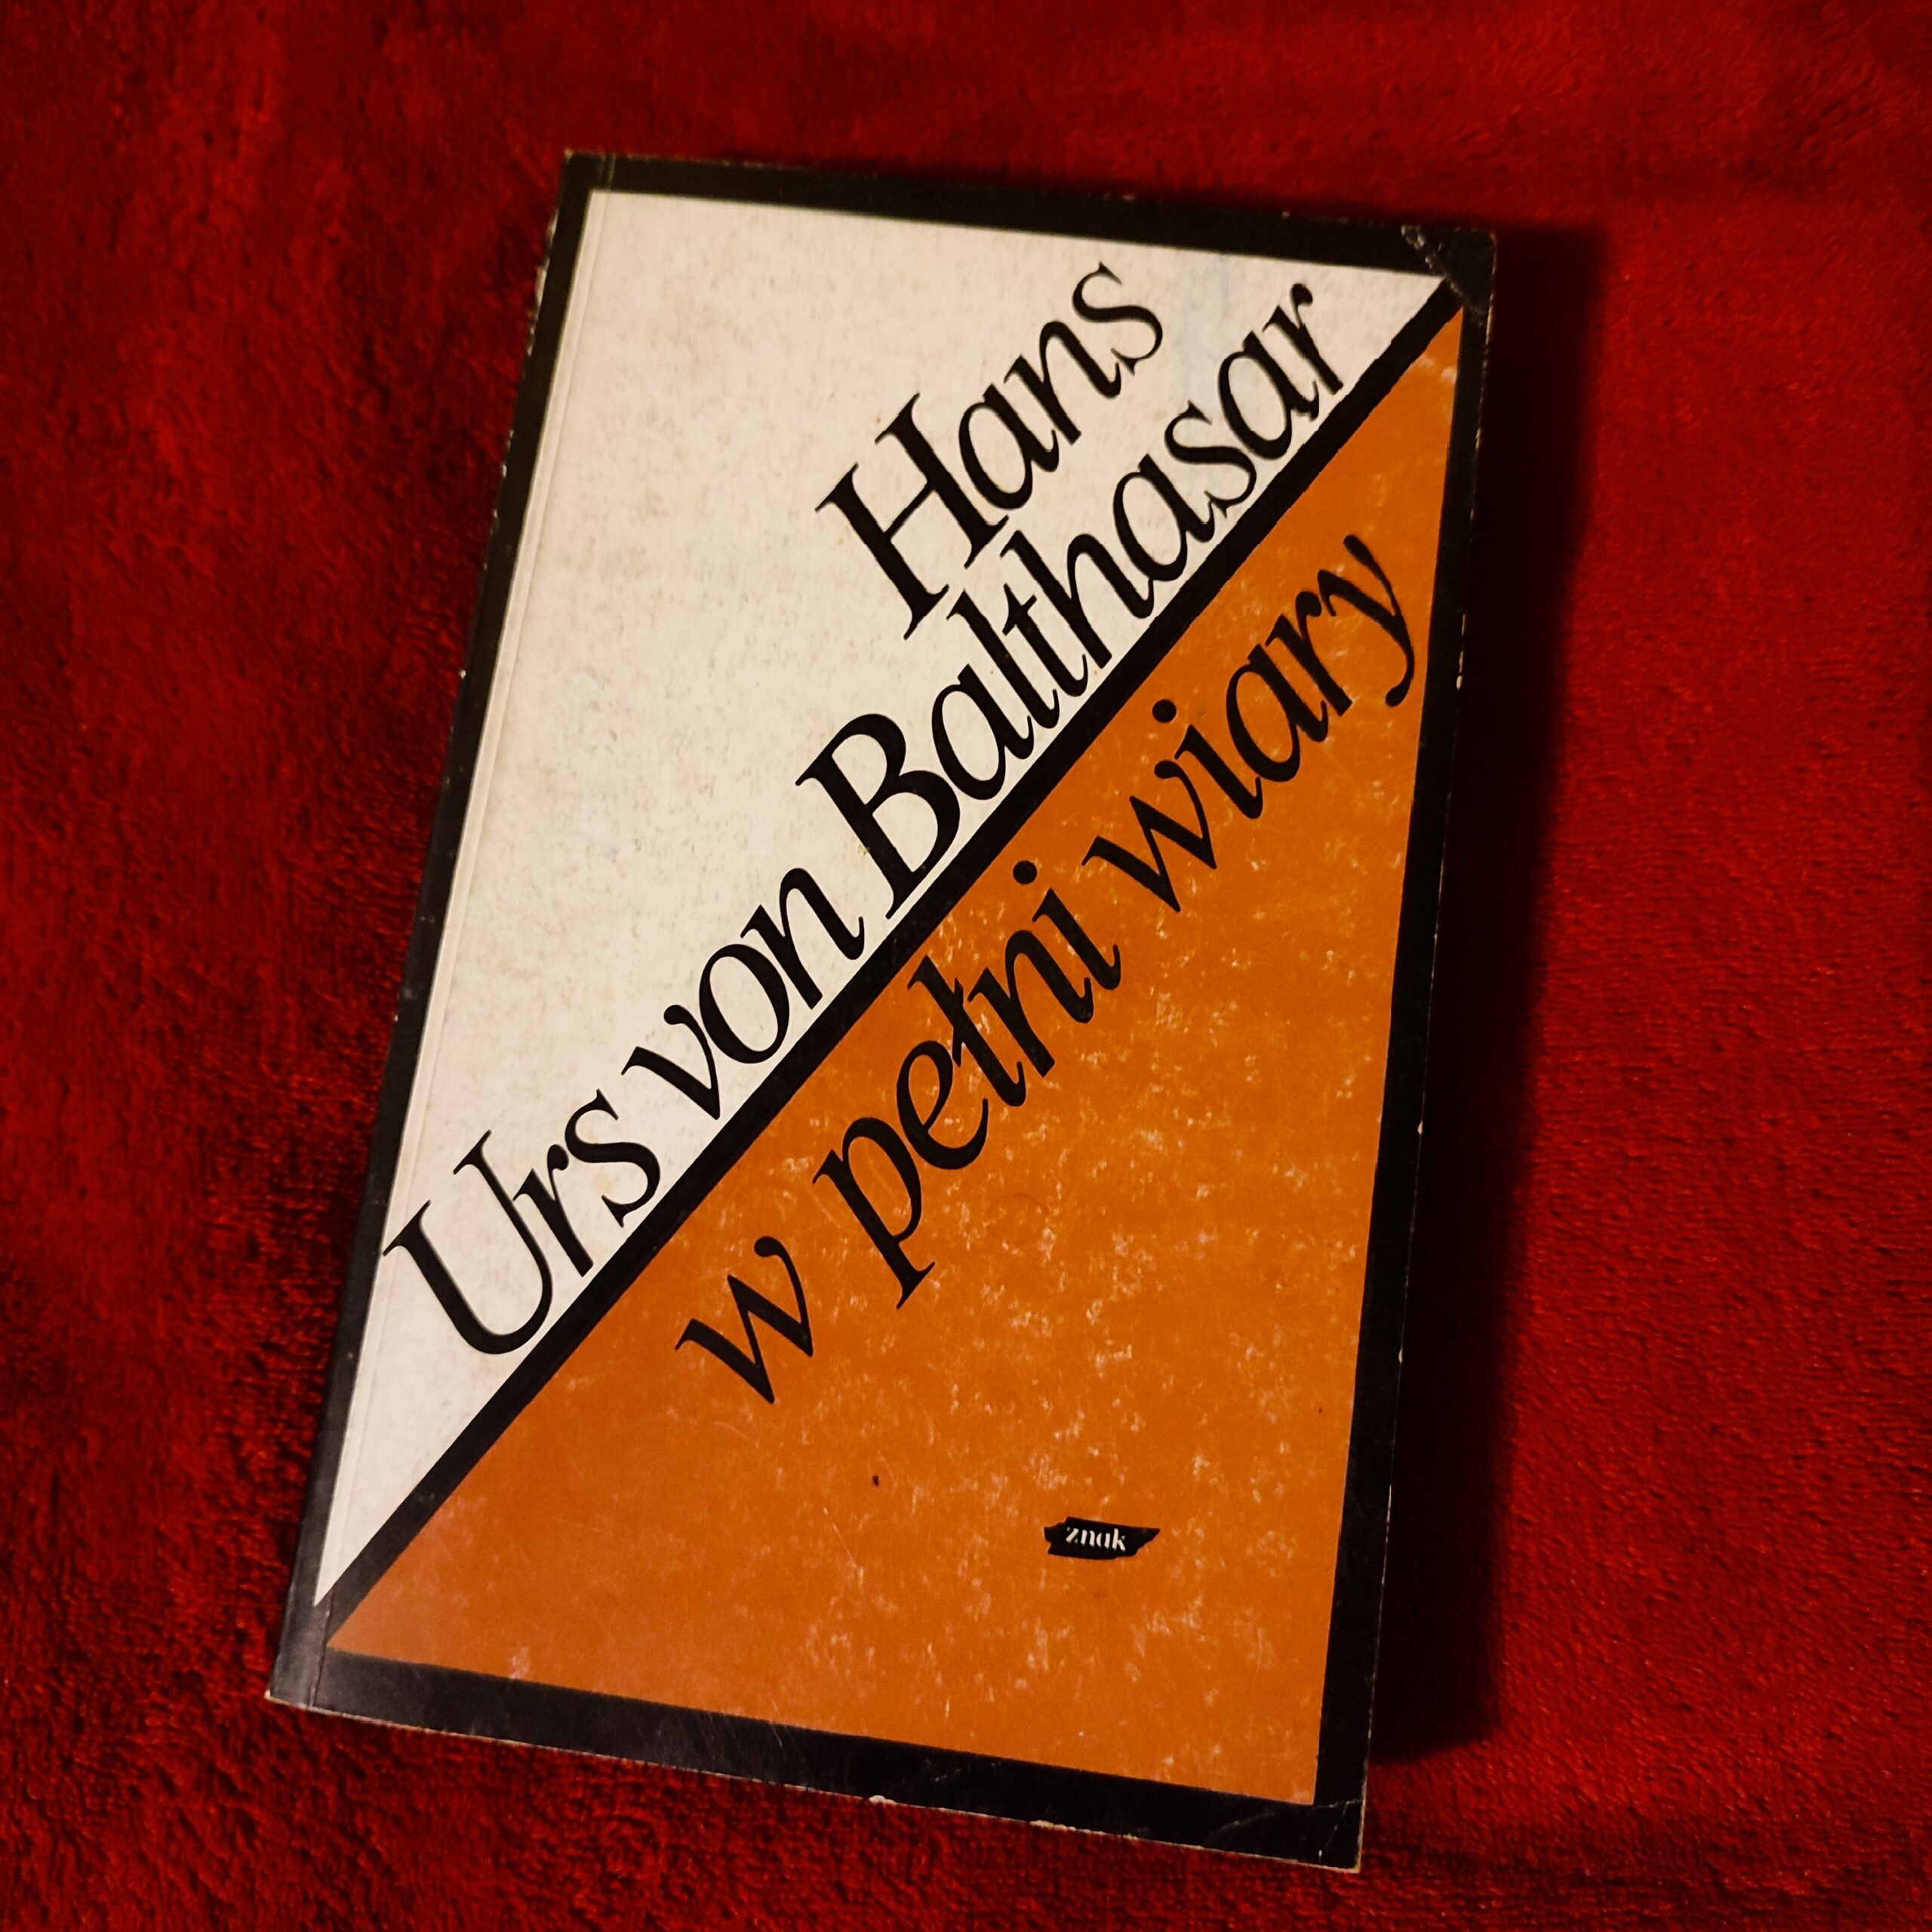 Hans
Urs von Balthasar
w pełni wiary
znak